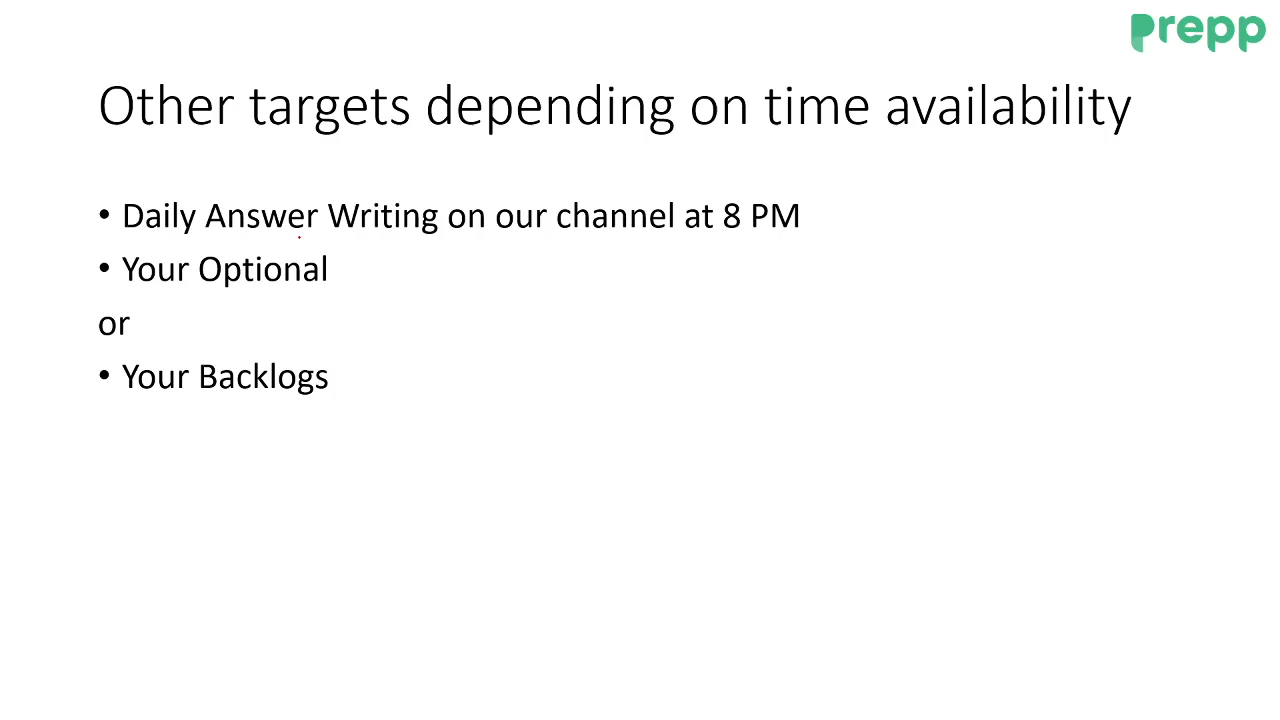 prepp
Other targets depending on time availability
• Daily Answer Writing on our channel at 8 PM
• Your Optional
or
• Your Backlogs